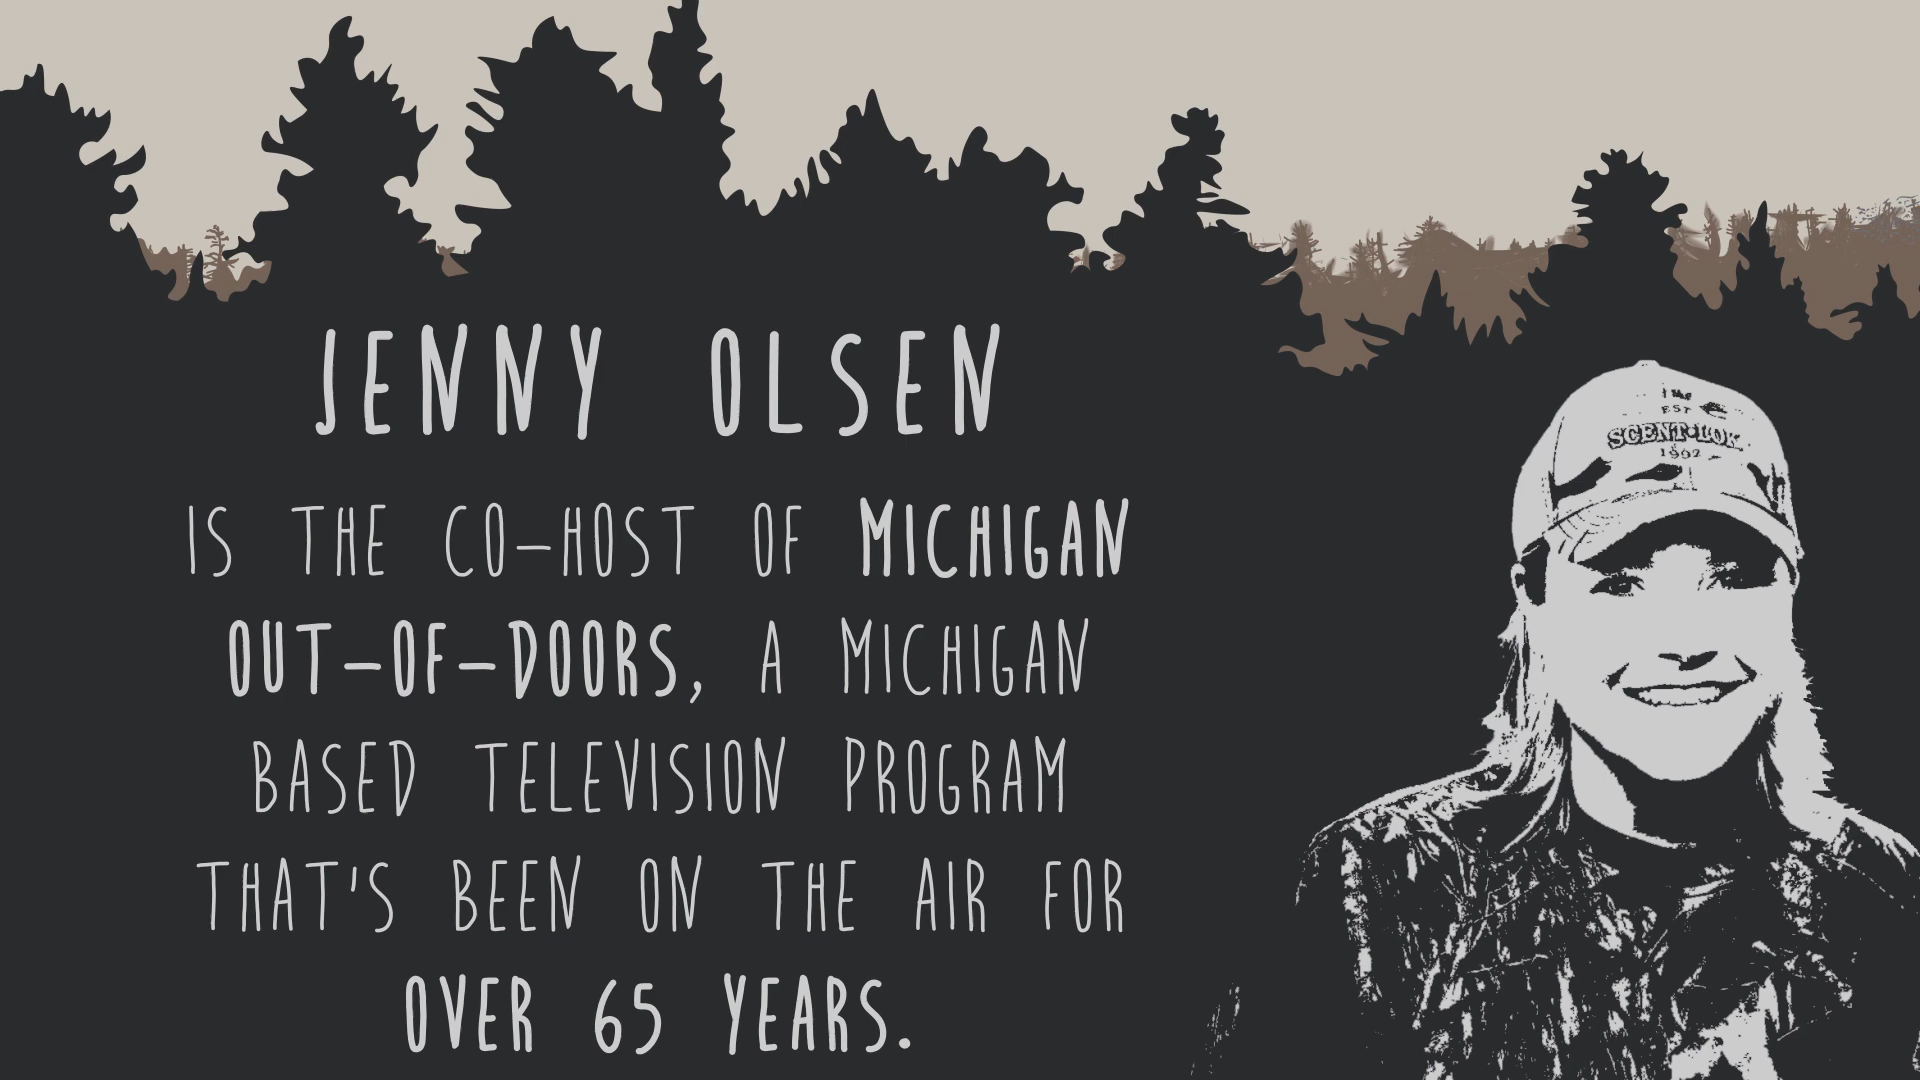 JENNY OLSEN
IS THE CO-HOST OF MICHIGAN
OUT-OF-DOORS, A MICHIGAN
BASED TELEVISION PROGRAM
THAT'S BEEN ON THE AIR FOR
OVER 65 YEARS.
EST
SCENT-LOK
1992